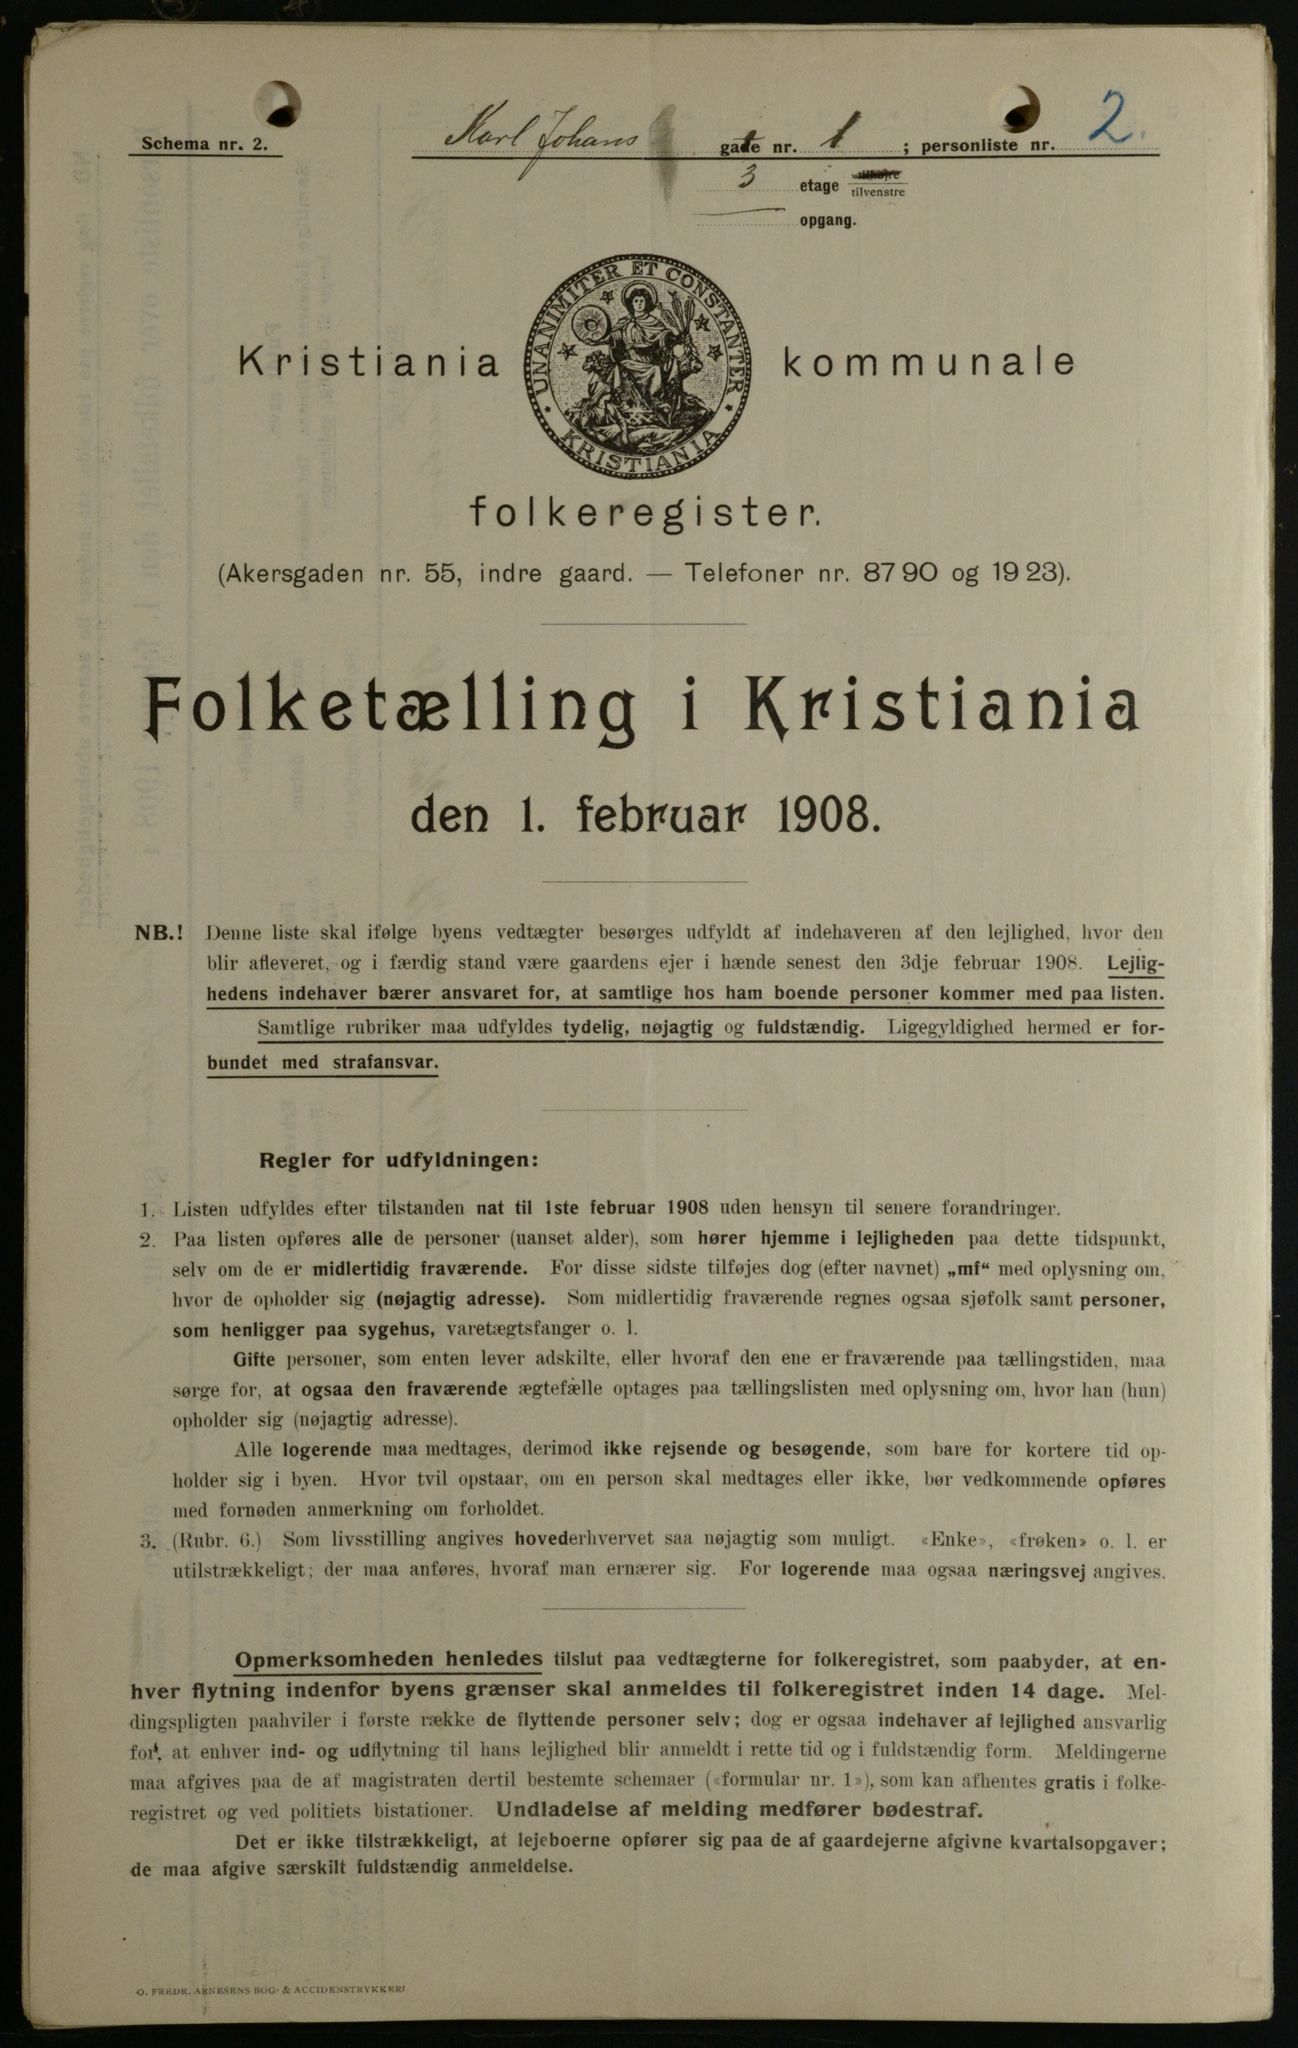 Schema nr. 2.
Karl Johans gate nr. 1; personliste nr. 2.
3 etage tilhøjre
tilvenstre
opgang.
UNANIMITER ET CONSTANTER
KRISTIANIA
Kristiania kommunale
folkeregister.
(Akersgaden nr. 55, indre gaard. — Telefoner nr. 87 90 og 19 23).
Folketælling i Kristiania
den 1. februar 1908.
NB.! Denne liste skal ifølge byens vedtægter besørges udfyldt af indehaveren af den lejlighed, hvor den
blir afleveret, og i færdig stand være gaardens ejer i hænde senest den 3dje februar 1908. Lejlig-
hedens indehaver bærer ansvaret for, at samtlige hos ham boende personer kommer med paa listen.
Samtlige rubriker maa udfyldes tydelig, nøjagtig og fuldstændig. Ligegyldighed hermed er for-
bundet med strafansvar.
Regler for udfyldningen:
1. Listen udfyldes efter tilstanden nat til 1ste februar 1908 uden hensyn til senere forandringer.
2. Paa listen opføres alle de personer (uanset alder), som hører hjemme i lejligheden paa dette tidspunkt,
selv om de er midlertidig fraværende. For disse sidste tilføjes dog (efter navnet) „mf“ med oplysning om,
hvor de opholder sig (nøjagtig adresse). Som midlertidig fraværende regnes ogsaa sjøfolk samt personer,
som henligger paa sygehus, varetægtsfanger o. l.
Gifte personer, som enten lever adskilte, eller hvoraf den ene er fraværende paa tællingstiden, maa
sørge for, at ogsaa den fraværende ægtefælle optages paa tællingslisten med oplysning om, hvor han (hun)
opholder sig (nøjagtig adresse).
Alle logerende maa medtages, derimod ikke rejsende og besøgende, som bare for kortere tid op-
holder sig i byen. Hvor tvil opstaar, om en person skal medtages eller ikke, bør vedkommende opføres
med fornøden anmerkning om forholdet.
3. (Rubr. 6.) Som livsstilling angives hovederhvervet saa nøjagtig som muligt. «Enke», «frøken» o. l. er
utilstrækkeligt; der maa anføres, hvoraf man ernærer sig. For logerende maa ogsaa næringsvej angives.
Opmerksomheden henledes tilslut paa vedtægterne for folkeregistret, som paabyder, at en-
hver flytning indenfor byens grænser skal anmeldes til folkeregistret inden 14 dage. Mel-
dingspligten paahviler i første række de flyttende personer selv; dog er ogsaa indehaver af lejlighed ansvarlig
for, at enhver ind- og udflytning til hans lejlighed blir anmeldt i rette tid og i fuldstændig form. Meldingerne
maa afgives paa de af magistraten dertil bestemte schemaer («formular nr. 1»), som kan afhentes gratis i folke-
registret og ved politiets bistationer. Undladelse af melding medfører bødestraf.
Det er ikke tilstrækkeligt, at lejeboerne opfører sig paa de af gaardejerne afgivne kvartalsopgaver;
de maa afgive særskilt fuldstændig anmeldelse.
O. FREDR. ARNESENS BOG- & ACCIDENSTRYKKERI